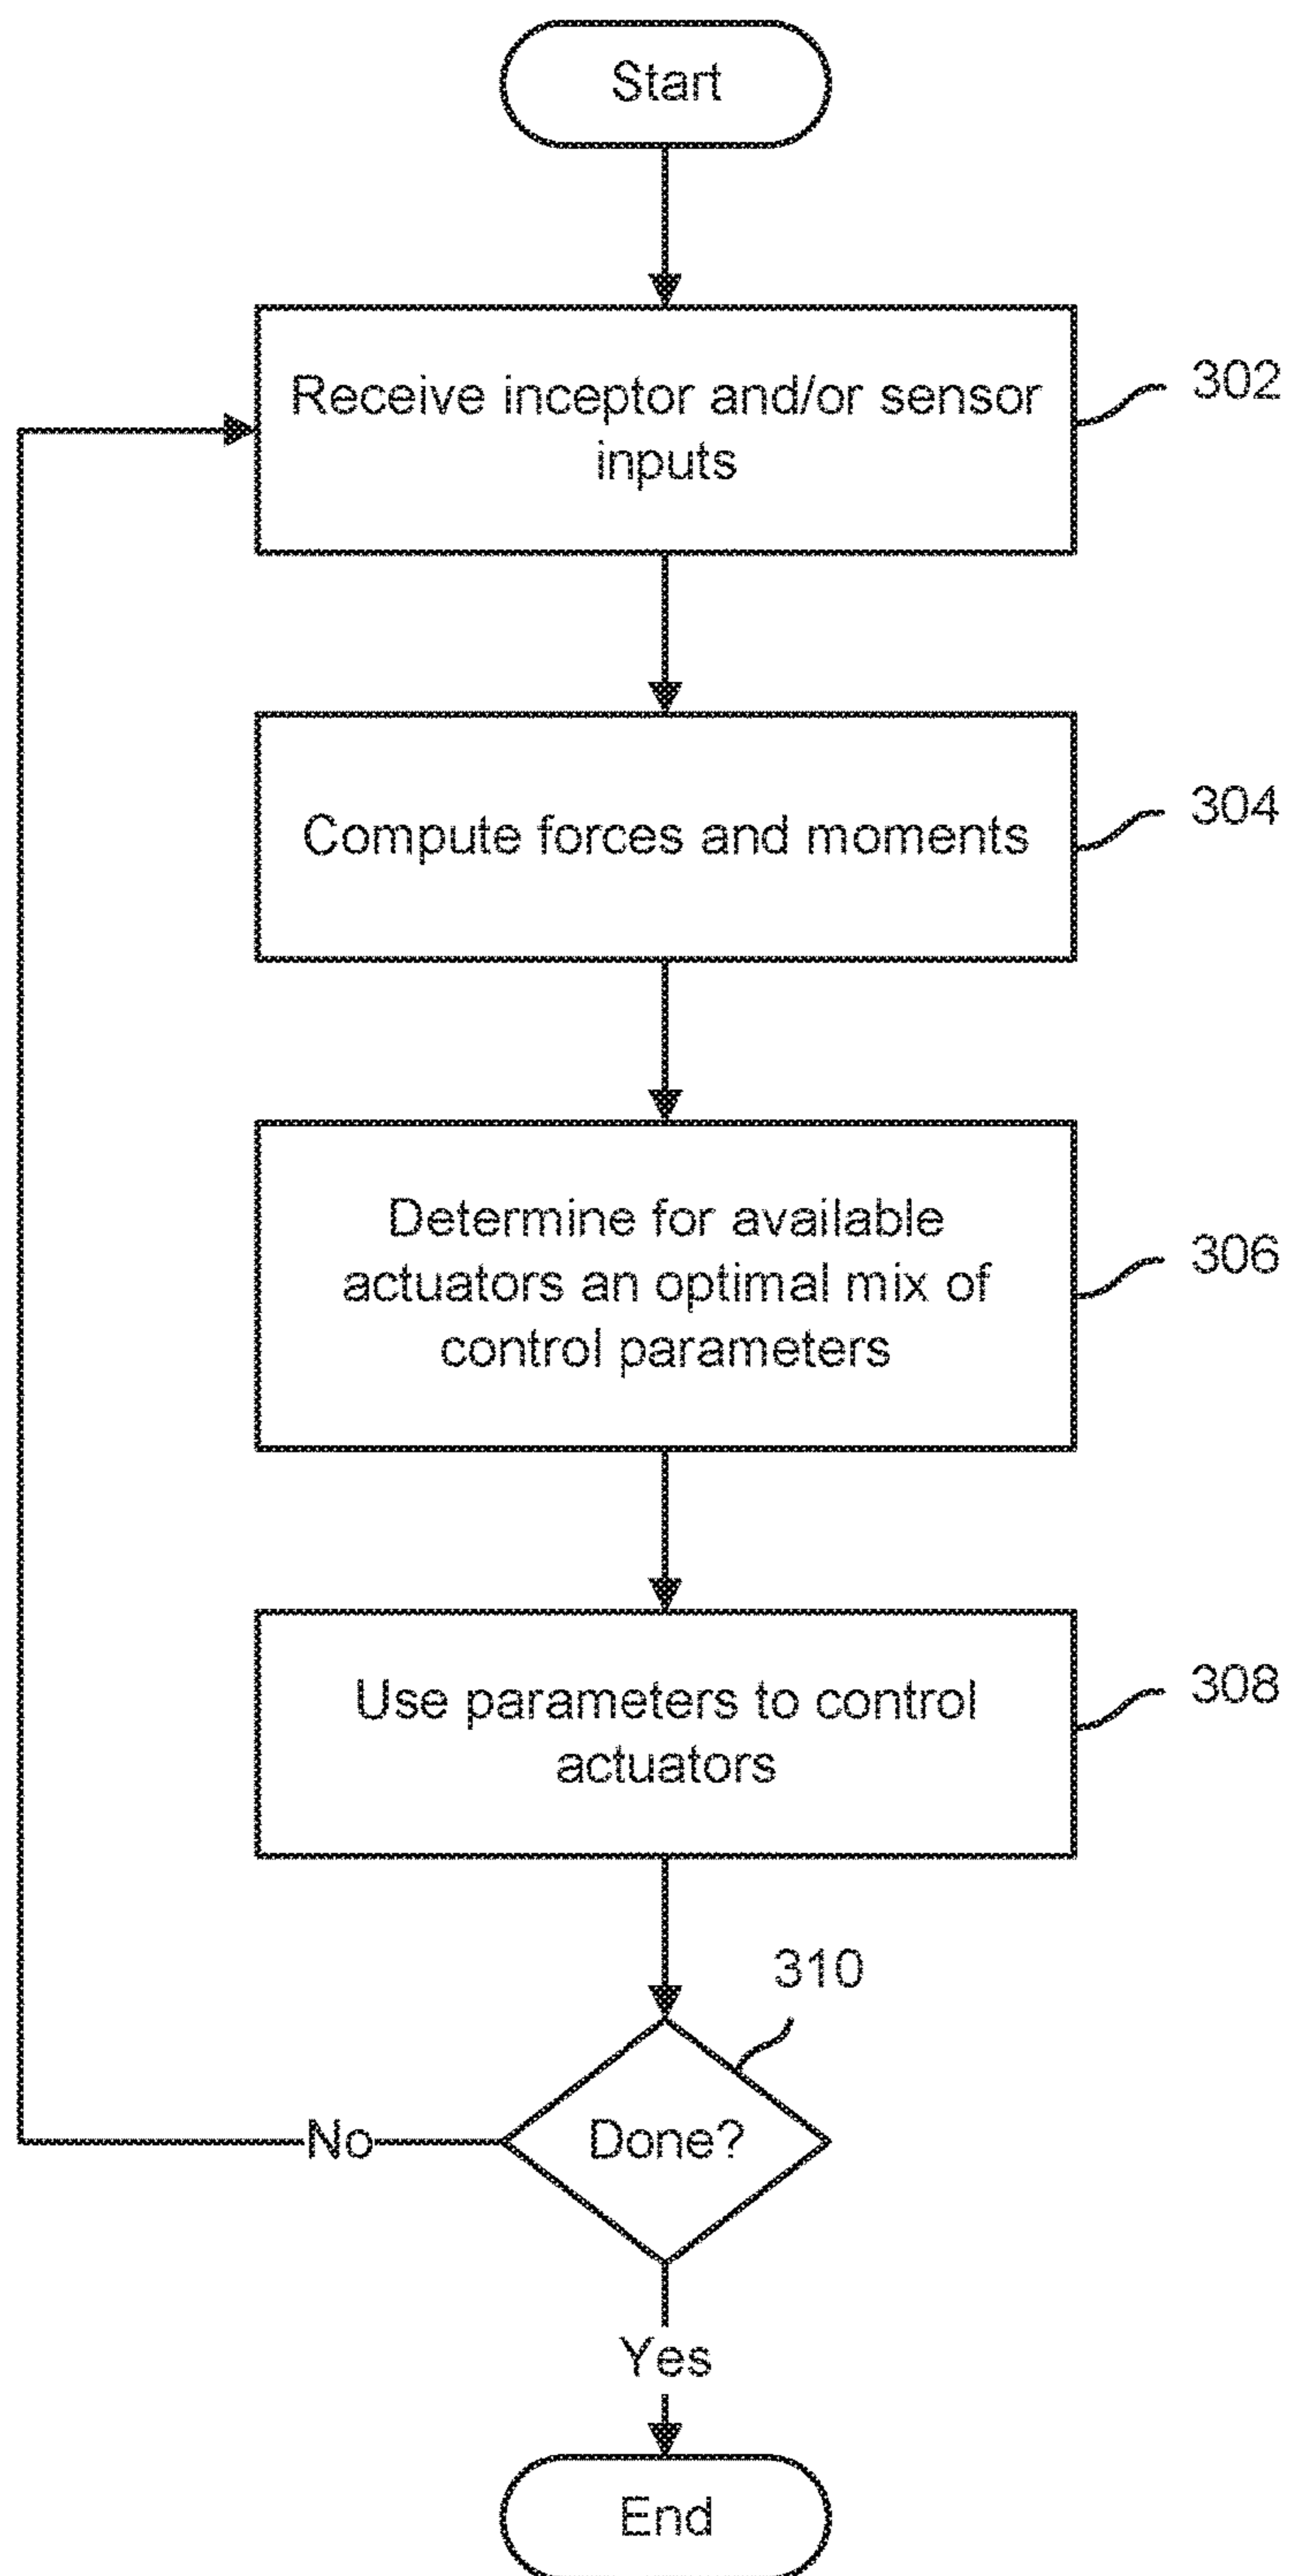 Start
Receive inceptor and/or sensor
inputs
302
Compute forces and moments
304
Determine for available
actuators an optimal mix of
control parameters
306
Use parameters to control
actuators
308
310
Done?
No
Yes
End